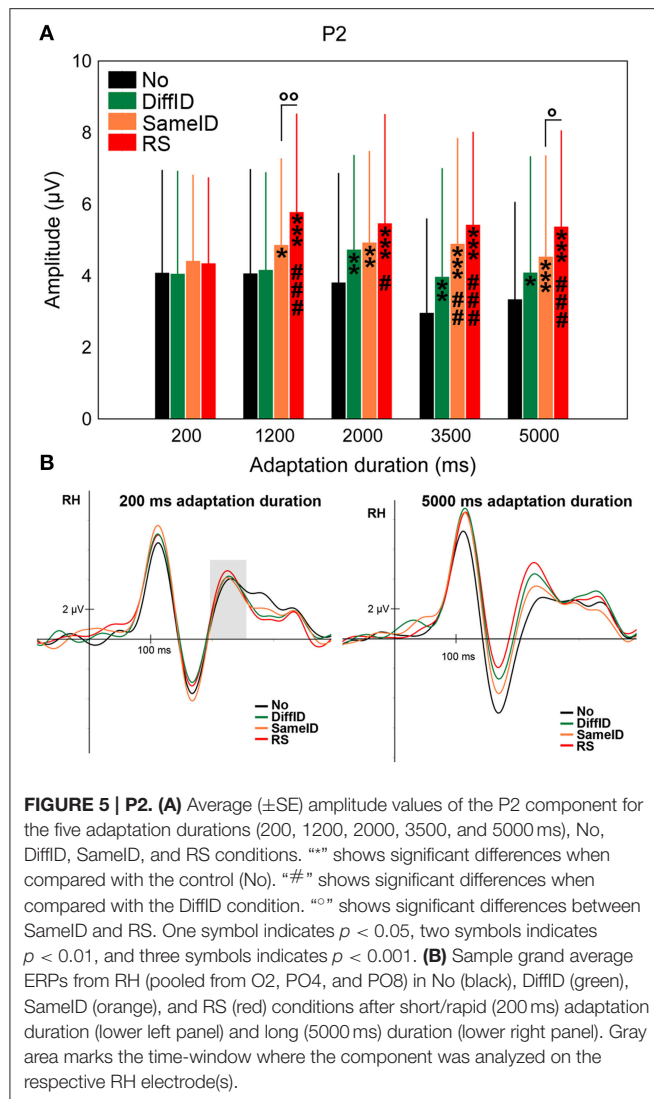 A
P2
10
8
6
4
2
0
Amplitude (µV)
No
DiffID
SameID
RS
°°
°
*
***
###
**
**
***
#
**
***
##
***
###
*
***
***
###
200 1200 2000 3500 5000
Adaptation duration (ms)
B
RH
200 ms adaptation duration
2 µV
100 ms
No
DiffID
SameID
RS
RH
5000 ms adaptation duration
2 µV
100 ms
No
DiffID
SameID
RS
FIGURE 5 | P2. (A) Average (±SE) amplitude values of the P2 component for
the five adaptation durations (200, 1200, 2000, 3500, and 5000 ms), No,
DiffID, SameID, and RS conditions. “*” shows significant differences when
compared with the control (No). “#” shows significant differences when
compared with the DiffID condition. “°” shows significant differences between
SameID and RS. One symbol indicates p < 0.05, two symbols indicates
p < 0.01, and three symbols indicates p < 0.001. (B) Sample grand average
ERPs from RH (pooled from O2, PO4, and PO8) in No (black), DiffID (green),
SameID (orange), and RS (red) conditions after short/rapid (200 ms) adaptation
duration (lower left panel) and long (5000 ms) duration (lower right panel). Gray
area marks the time-window where the component was analyzed on the
respective RH electrode(s).